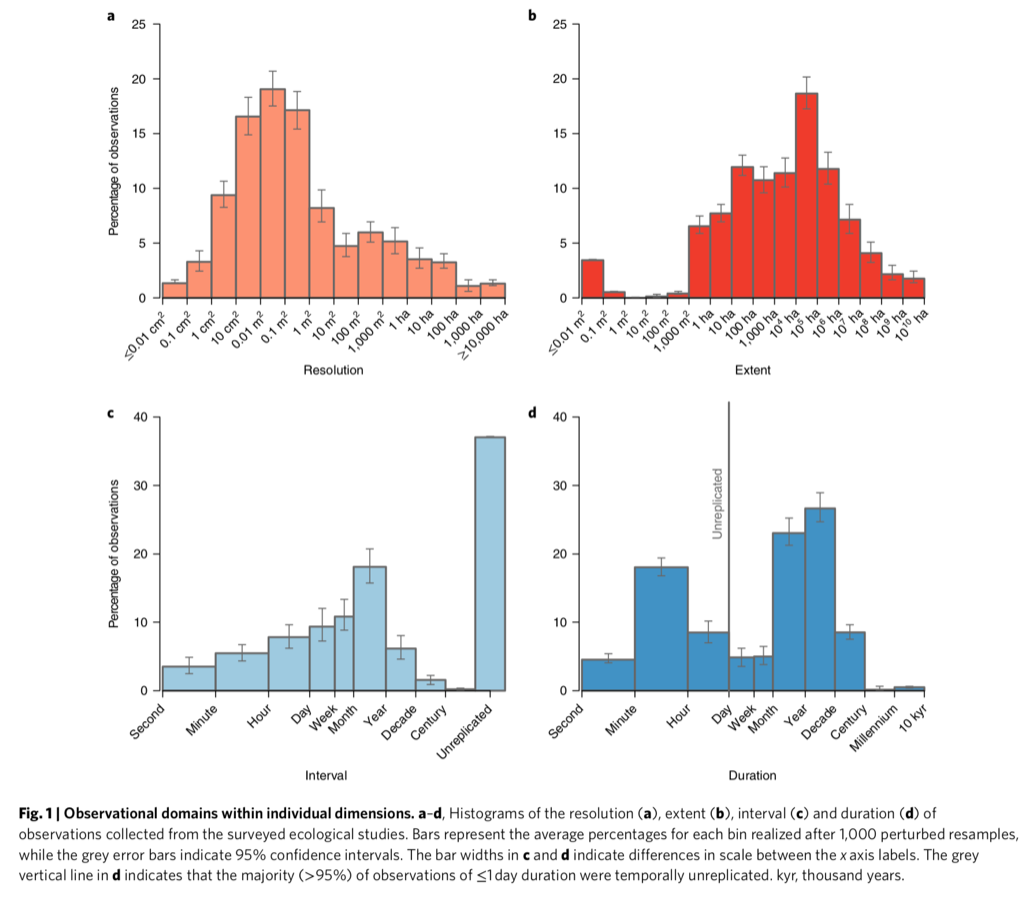 a
25
20
15
10
5
0
Percentage of observations
≤0.01 cm²
0.1 cm²
1 cm²
10 cm²
0.01 m²
0.1 m²
1 m²
10 m²
100 m²
1,000 m²
1 ha
10 ha
100 ha
1,000 ha
≥10,000 ha
Resolution
b
25
20
15
10
5
0
≤0.01 m²
0.1 m²
1 m²
10 m²
100 m²
1,000 m²
1 ha
10 ha
100 ha
1,000 ha
10⁴ ha
10⁵ ha
10⁶ ha
10⁷ ha
10⁸ ha
10⁹ ha
10¹⁰ ha
Extent
c
40
30
20
10
0
Percentage of observations
Second
Minute
Hour
Day
Week
Month
Year
Decade
Century
Unreplicated
Interval
d
40
30
20
10
0
Unreplicated
Second
Minute
Hour
Day
Week
Month
Year
Decade
Century
Millennium
10 kyr
Duration
Fig. 1 | Observational domains within individual dimensions. a–d, Histograms of the resolution (a), extent (b), interval (c) and duration (d) of
observations collected from the surveyed ecological studies. Bars represent the average percentages for each bin realized after 1,000 perturbed resamples,
while the grey error bars indicate 95% confidence intervals. The bar widths in c and d indicate differences in scale between the x axis labels. The grey
vertical line in d indicates that the majority (>95%) of observations of ≤1 day duration were temporally unreplicated. kyr, thousand years.